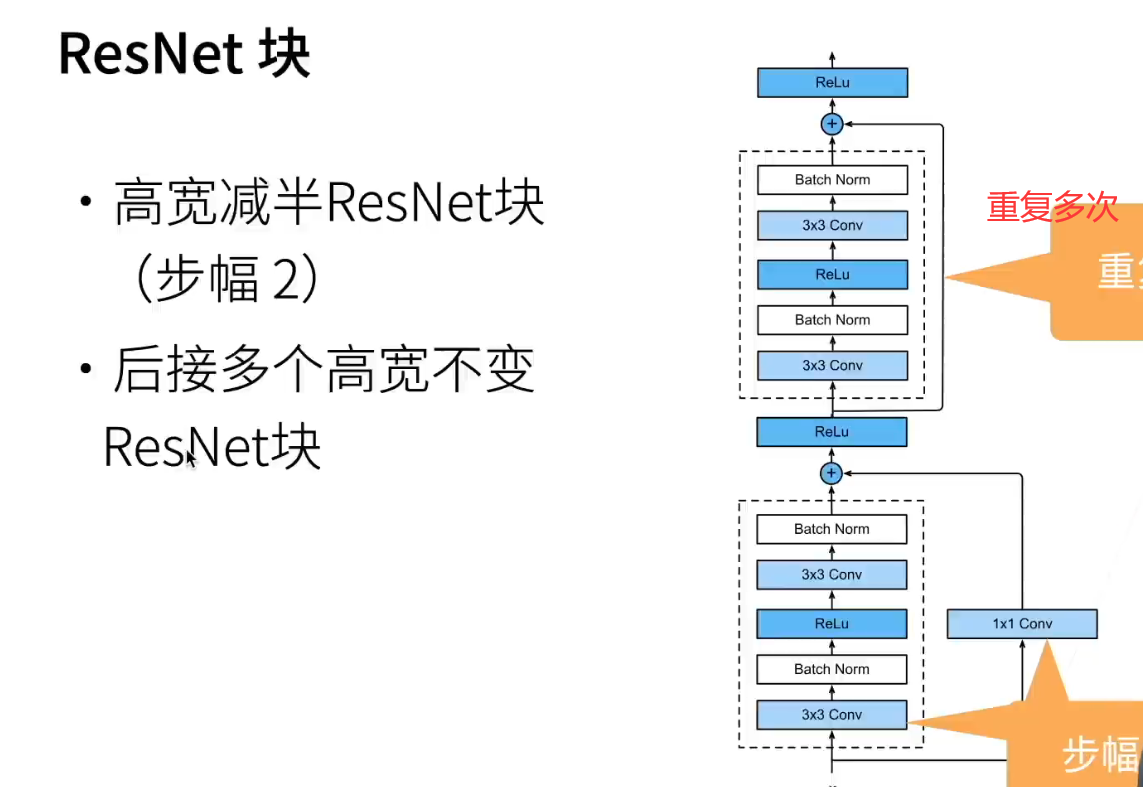 ResNet 块
·高宽减半ResNet块
（步幅 2）
·后接多个高宽不变
ResNet块
ReLu
+
Batch Norm
3x3 Conv
ReLu
Batch Norm
3x3 Conv
重复多次
重
ReLu
+
Batch Norm
3x3 Conv
ReLu
Batch Norm
3x3 Conv
1x1 Conv
步幅